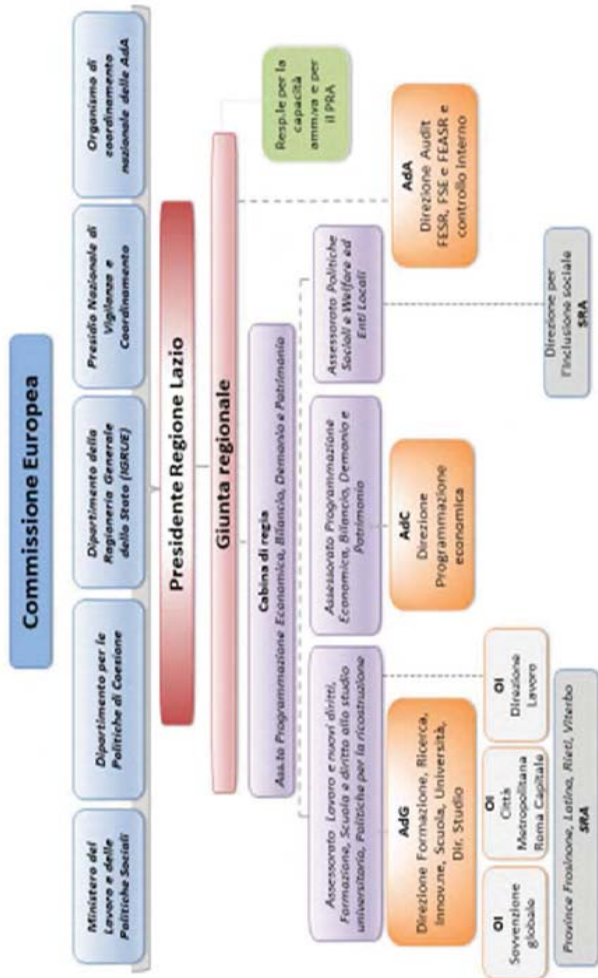 Commissione Europea
Ministero del
Lavoro e delle
Politiche Sociali
Dipartimento per le
Politiche di Coesione
Dipartimento della
Ragioneria Generale
dello Stato (IGRUE)
Presidio Nazionale di
Vigilanza e
Coordinamento
Organismo di
coordinamento
nazionale delle AdA
Presidente Regione Lazio
Giunta regionale
Resp.le per la
capacità
amm.va e per
il PRA
Cabina di regia
Ass.to Programmazione Economica, Bilancio, Demanio e Patrimonio
Assessorato Lavoro e nuovi diritti,
Formazione, Scuola e diritto allo studio
universitario, Politiche per la ricostruzione
Assessorato Programmazione
Economica, Bilancio, Demanio e
Patrimonio
Assessorato Politiche
Sociali e Welfare ed
Enti Locali
AdG
Direzione Formazione, Ricerca,
Innov.ne, Scuola, Università,
Dir. Studio
AdC
Direzione
Programmazione
economica
AdA
Direzione Audit
FESR, FSE e FEASR e
controllo interno
OI
Sovvenzione
globale
OI
Città
Metropolitana
Roma Capitale
OI
Direzione
Lavoro
Direzione per
l'Inclusione sociale
SRA
Province Frosinone, Latina, Rieti, Viterbo
SRA